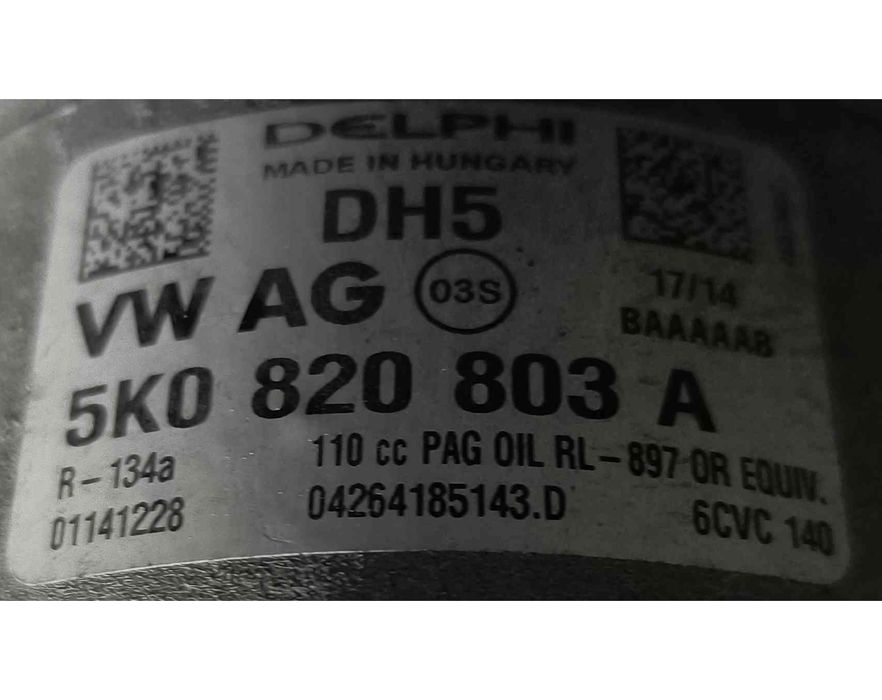 DELPHI
MADE IN HUNGARY
DH5
VW AG 03S
17/14
BAAAAAB
5K0 820 803 A
R-134a 110 cc PAG OIL RL-897 OR EQUIV.
01141228 04264185143.D 6CVC 140